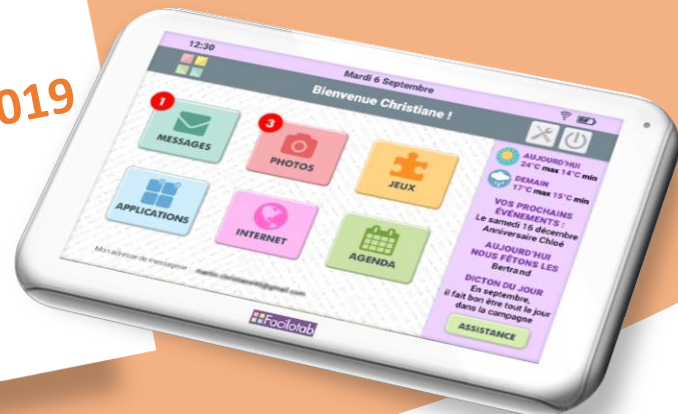 019
12:30
Mardi 6 Septembre
Bienvenue Christiane !
1
MESSAGES
3
PHOTOS
JEUX
APPLICATIONS
INTERNET
AGENDA
Mon adresse de messagerie :
AUJOURD'HUI
24°C max 14°C min
DEMAIN
17°C max 15°C min
VOS PROCHAINS
ÉVÉNEMENTS :
Le samedi 16 décembre
Anniversaire Chloé
AUJOURD'HUI
NOUS FÊTONS LES
Bertrand
DICTON DU JOUR
En septembre,
il fait bon être tout le jour
dans la campagne
ASSISTANCE
Facilotab